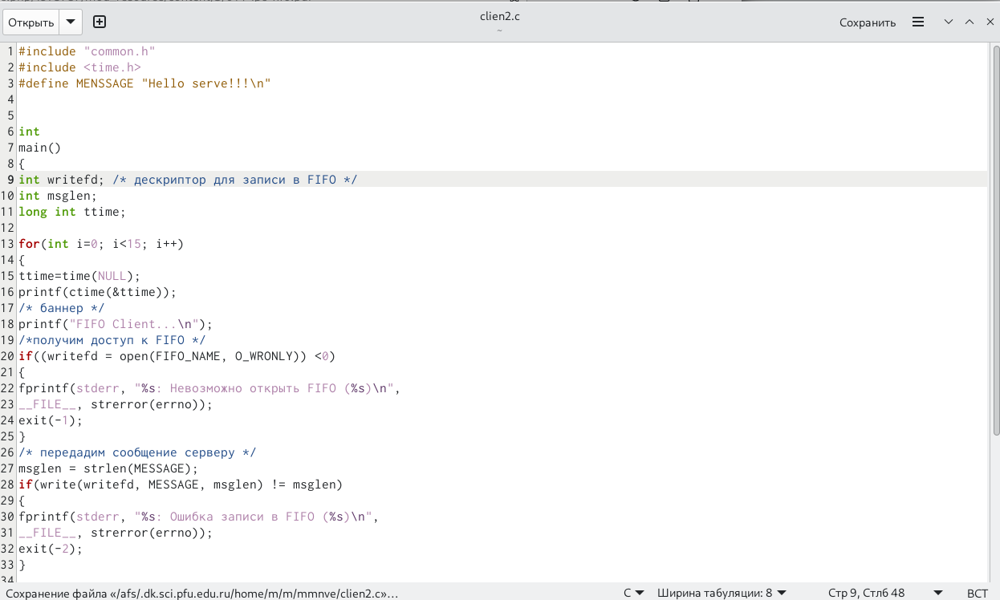 clien2.c
Открыть
~
Сохранить
1 #include "common.h"
2 #include <time.h>
3 #define MENSSAGE "Hello serve!!!\n"
4
5
6 int
7 main()
8 {
9 int writefd; /* дескриптор для записи в FIFO */
10 int msglen;
11 long int ttime;
12
13 for(int i=0; i<15; i++)
14 {
15 ttime=time(NULL);
16 printf(ctime(&ttime));
17 /* баннер */
18 printf("FIFO Client...\n");
19 /*получим доступ к FIFO */
20 if((writefd = open(FIFO_NAME, O_WRONLY)) <0)
21 {
22 fprintf(stderr, "%s: Невозможно открыть FIFO (%s)\n",
23 __FILE__, strerror(errno));
24 exit(-1);
25 }
26 /* передадим сообщение серверу */
27 msglen = strlen(MESSAGE);
28 if(write(writefd, MESSAGE, msglen) != msglen)
29 {
30 fprintf(stderr, "%s: Ошибка записи в FIFO (%s)\n",
31 __FILE__, strerror(errno));
32 exit(-2);
33 }
34
Сохранение файла «/afs/.dk.sci.pfu.edu.ru/home/m/m/mmnve/clien2.c»… C Ширина табуляции: 8 Стр 9, Стлб 48 ВСТ